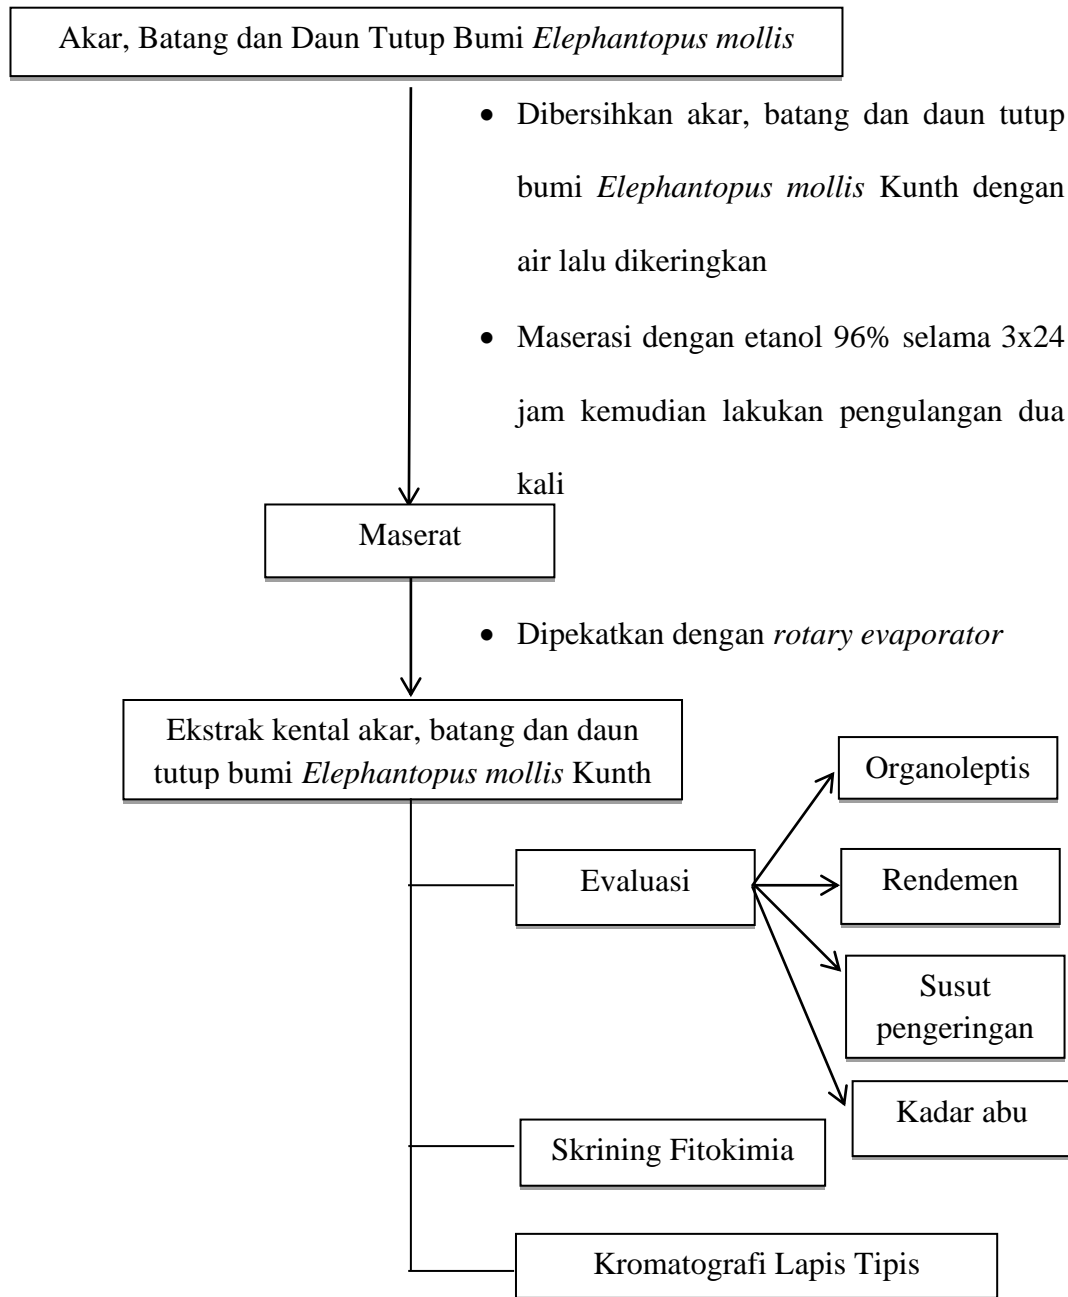 Akar, Batang dan Daun Tutup Bumi Elephantopus mollis
• Dibersihkan akar, batang dan daun tutup
bumi Elephantopus mollis Kunth dengan
air lalu dikeringkan
• Maserasi dengan etanol 96% selama 3x24
jam kemudian lakukan pengulangan dua
kali
Maserat
• Dipekatkan dengan rotary evaporator
Ekstrak kental akar, batang dan daun
tutup bumi Elephantopus mollis Kunth
Evaluasi
Organoleptis
Rendemen
Susut
pengeringan
Kadar abu
Skrining Fitokimia
Kromatografi Lapis Tipis